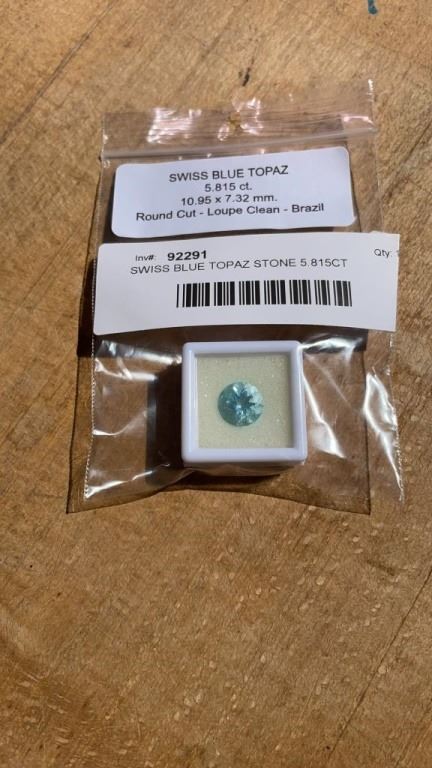 SWISS BLUE TOPAZ
5.815 ct.
10.95 x 7.32 mm.
Round Cut - Loupe Clean - Brazil
Inv#: 92291 Qty:
SWISS BLUE TOPAZ STONE 5.815CT